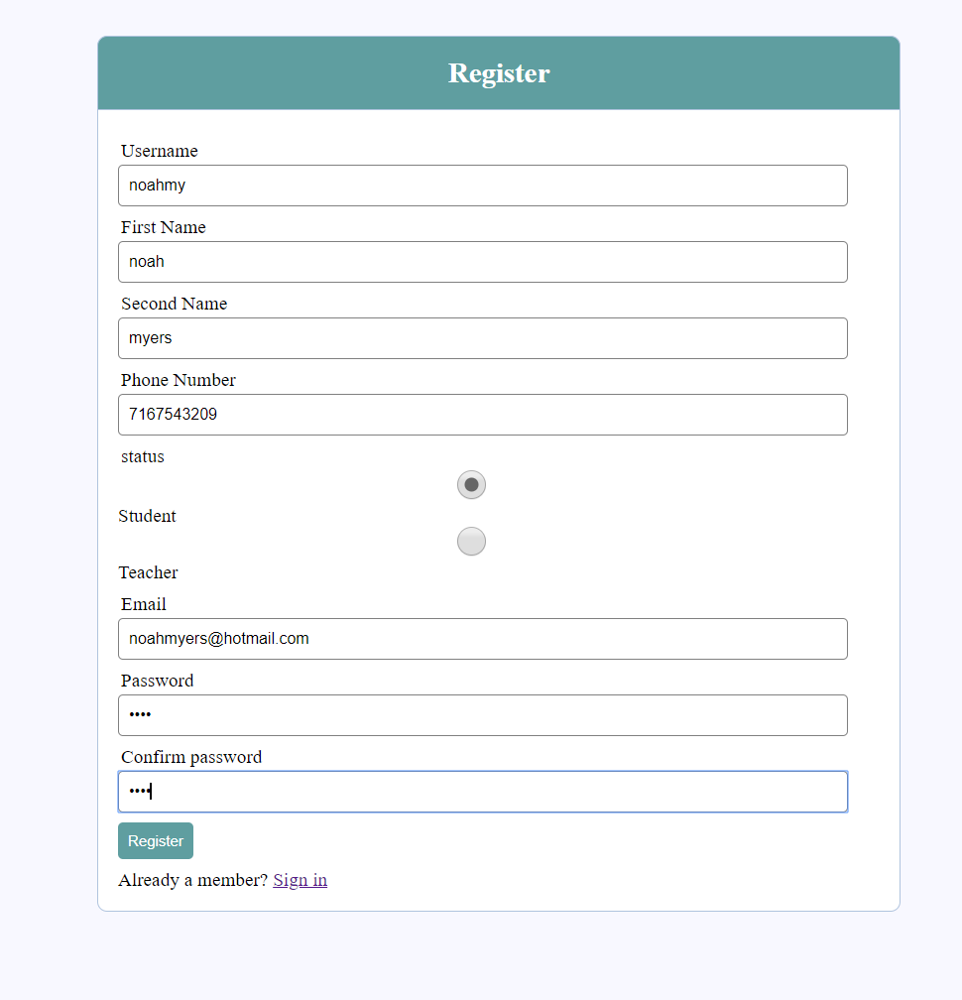 Register
Username
noahmy
First Name
noah
Second Name
myers
Phone Number
7167543209
status
Student
Teacher
Email
noahmyers@hotmail.com
Password
••••
Confirm password
••••
Register
Already a member? Sign in